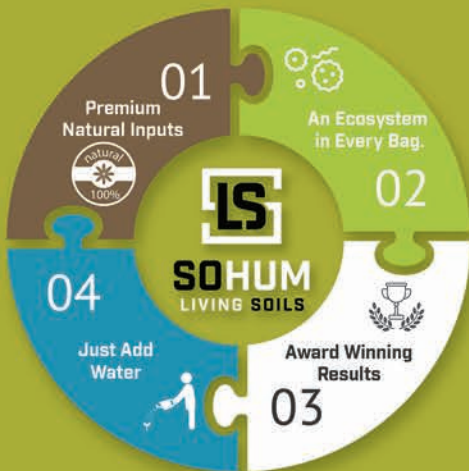 01
Premium
Natural Inputs
natural
100%
An Ecosystem
in Every Bag.
02
LS
SOHUM
LIVING SOILS
04
Just Add
Water
Award Winning
Results
03